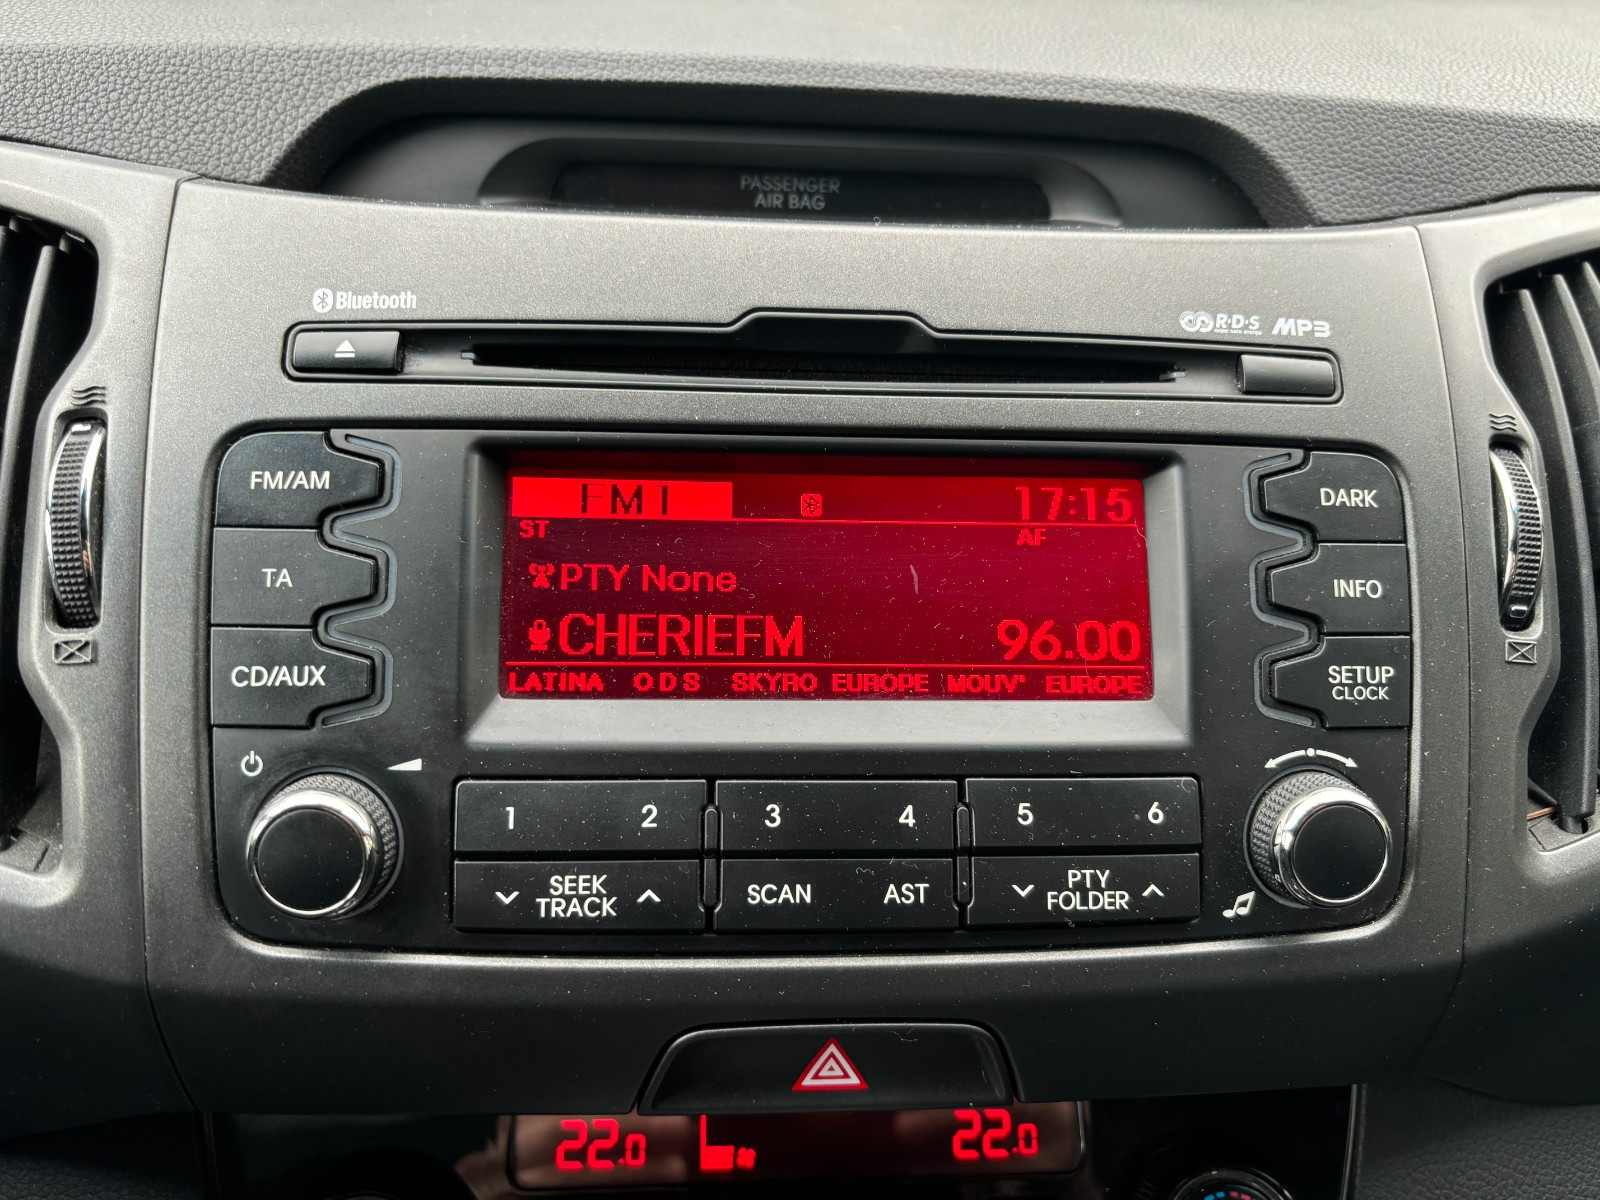 PASSENGER
AIR BAG
Bluetooth
R·D·S MP3
FM/AM
TA
CD/AUX
FM1 17:15
ST AF
PTY None
CHERIEFM 96.00
LATINA ODS SKYRO EUROPE MOUV' EUROPE
DARK
INFO
SETUP
CLOCK
1 2 3 4 5 6
SEEK
TRACK
SCAN AST
PTY
FOLDER
22.0 22.0